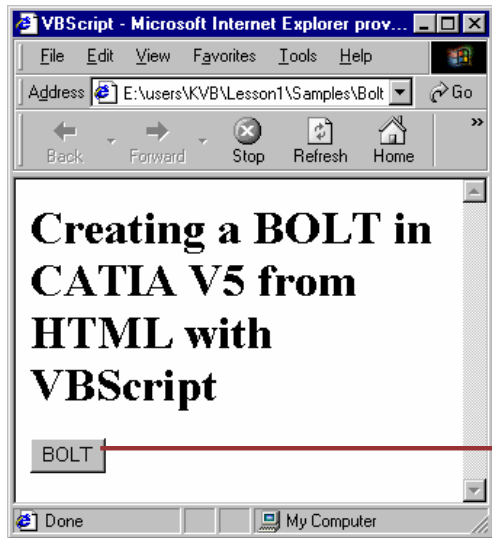 VBScript - Microsoft Internet Explorer prov...
File Edit View Favorites Tools Help
Address E:\users\KVB\Lesson1\Samples\Bolt Go
Back Forward Stop Refresh Home »
Creating a BOLT in
CATIA V5 from
HTML with
VBScript
BOLT
Done My Computer